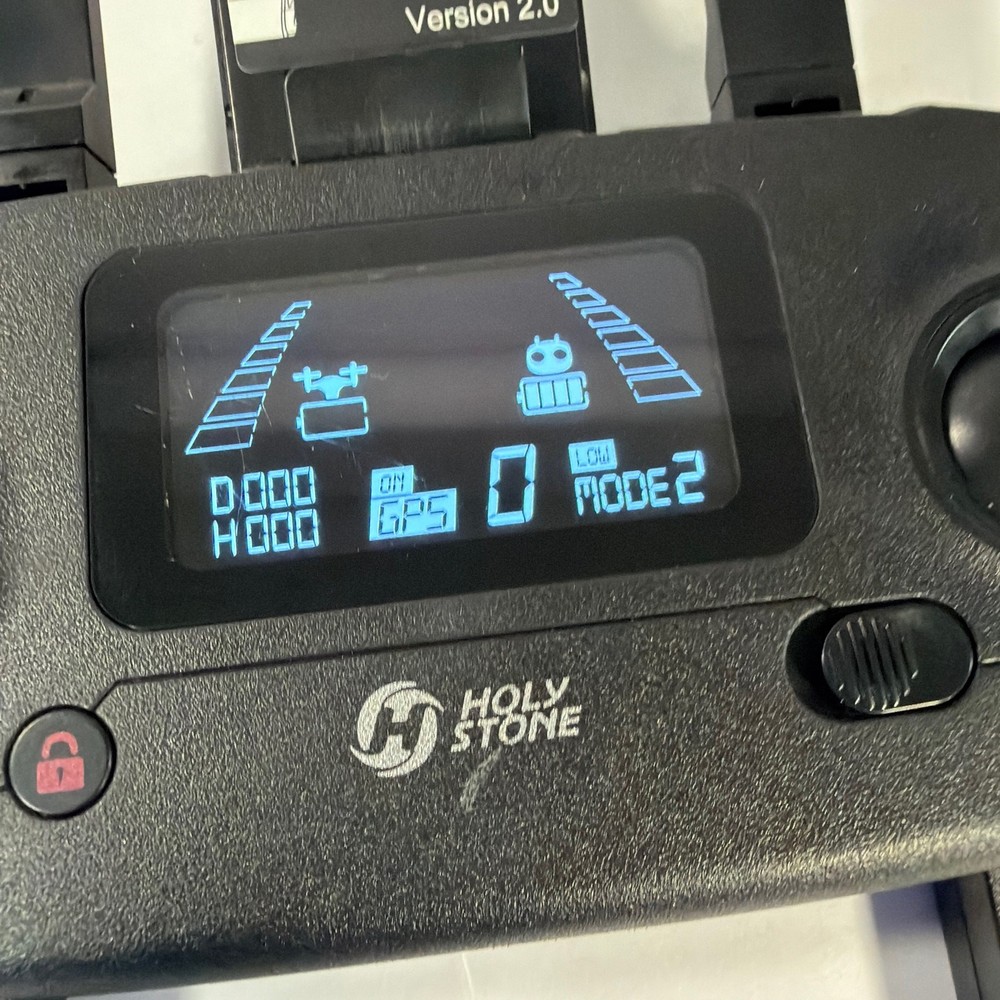 Version 2.0
D000
H000
ON
GPS
0
LOW
MODE2
HOLY
STONE